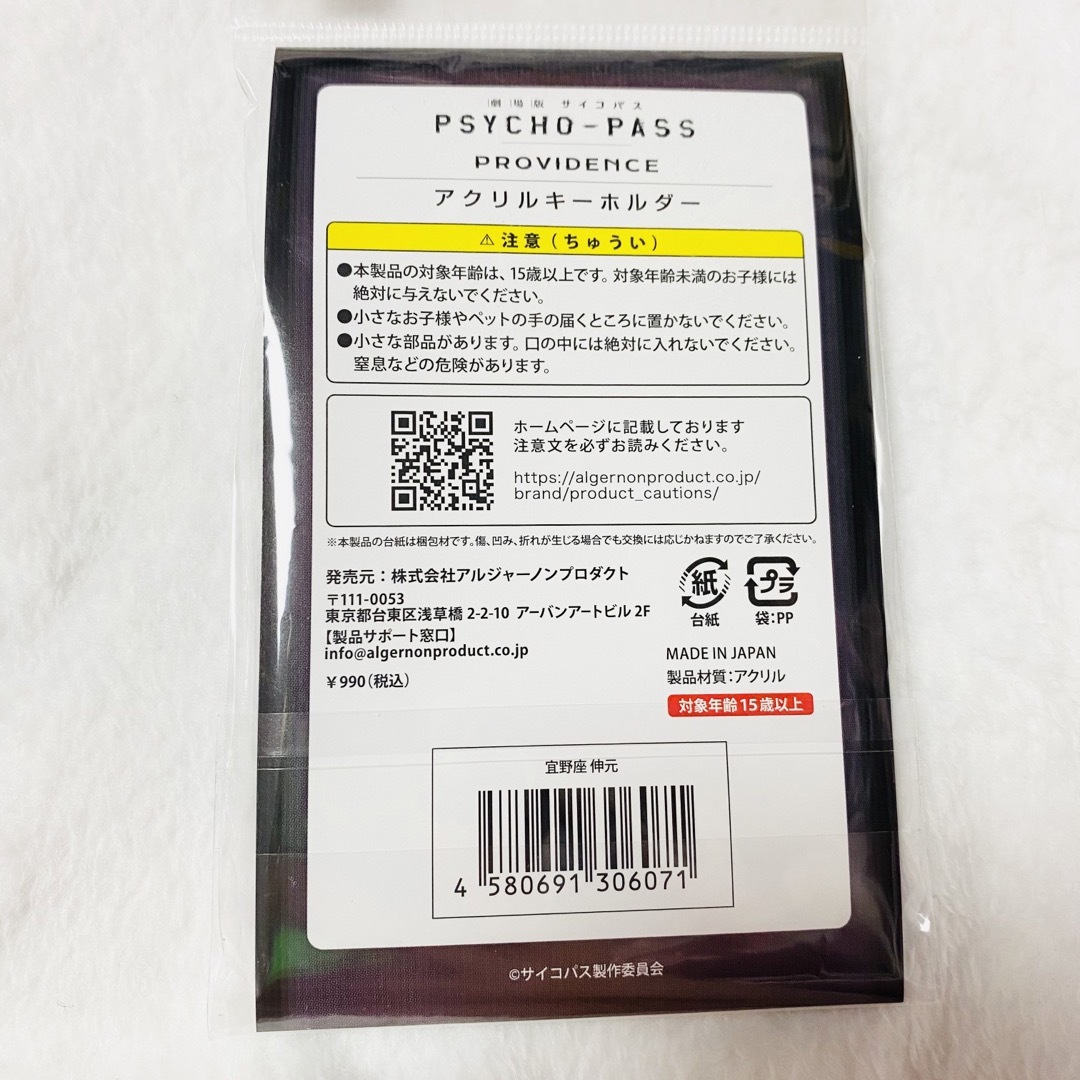 劇場版 サイコパス
PSYCHO-PASS
PROVIDENCE
アクリルキーホルダー
⚠注意(ちゅうい)
●本製品の対象年齢は、15歳以上です。対象年齢未満のお子様には
絶対に与えないでください。
●小さなお子様やペットの手の届くところに置かないでください。
●小さな部品があります。口の中には絶対に入れないでください。
窒息などの危険があります。
ホームページに記載しております
注意文を必ずお読みください。
https://algernonproduct.co.jp/
brand/product_cautions/
※本製品の台紙は梱包材です。傷、凹み、折れが生じる場合でも交換には応じかねますのでご了承ください。
発売元：株式会社アルジャーノンプロダクト
〒111-0053
東京都台東区浅草橋2-2-10 アーバンアートビル2F
【製品サポート窓口】
info@algernonproduct.co.jp
￥990(税込)
紙
台紙
プラ
袋:PP
MADE IN JAPAN
製品材質:アクリル
対象年齢15歳以上
宜野座 伸元
4 580691 306071
©サイコパス製作委員会